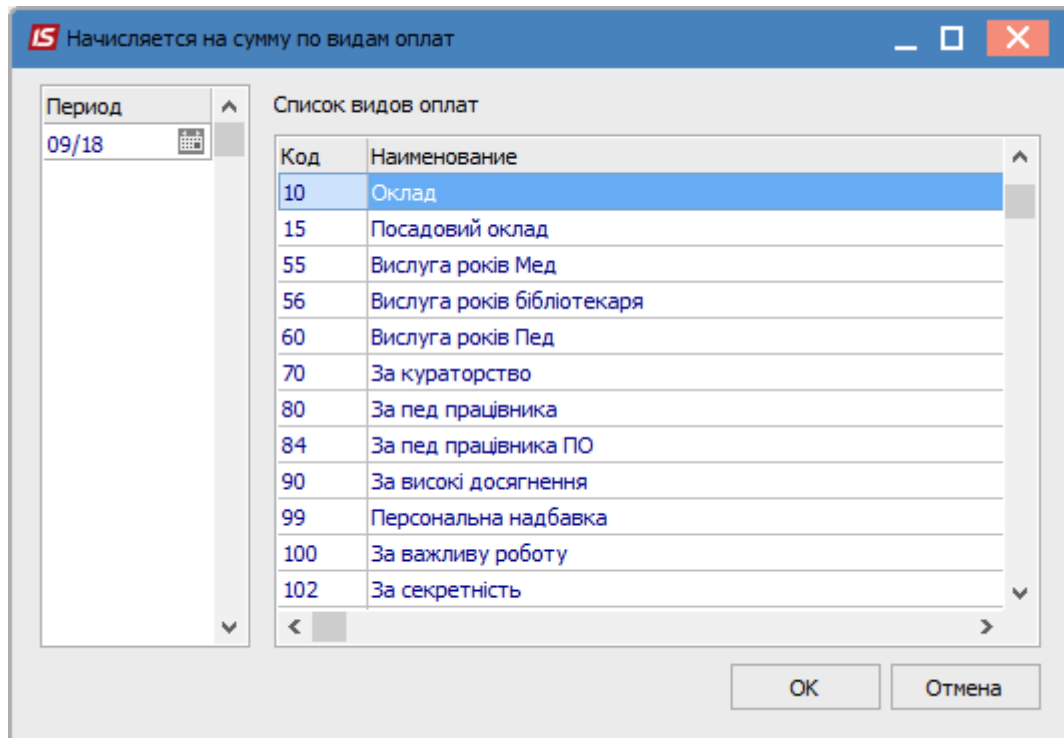 IS Начисляется на сумму по видам оплат
Период
09/18
Список видов оплат
Код Наименование
10 Оклад
15 Посадовий оклад
55 Вислуга років Мед
56 Вислуга років бібліотекаря
60 Вислуга років Пед
70 За кураторство
80 За пед працівника
84 За пед працівника ПО
90 За високі досягнення
99 Персональна надбавка
100 За важливу роботу
102 За секретність
ОК Отмена